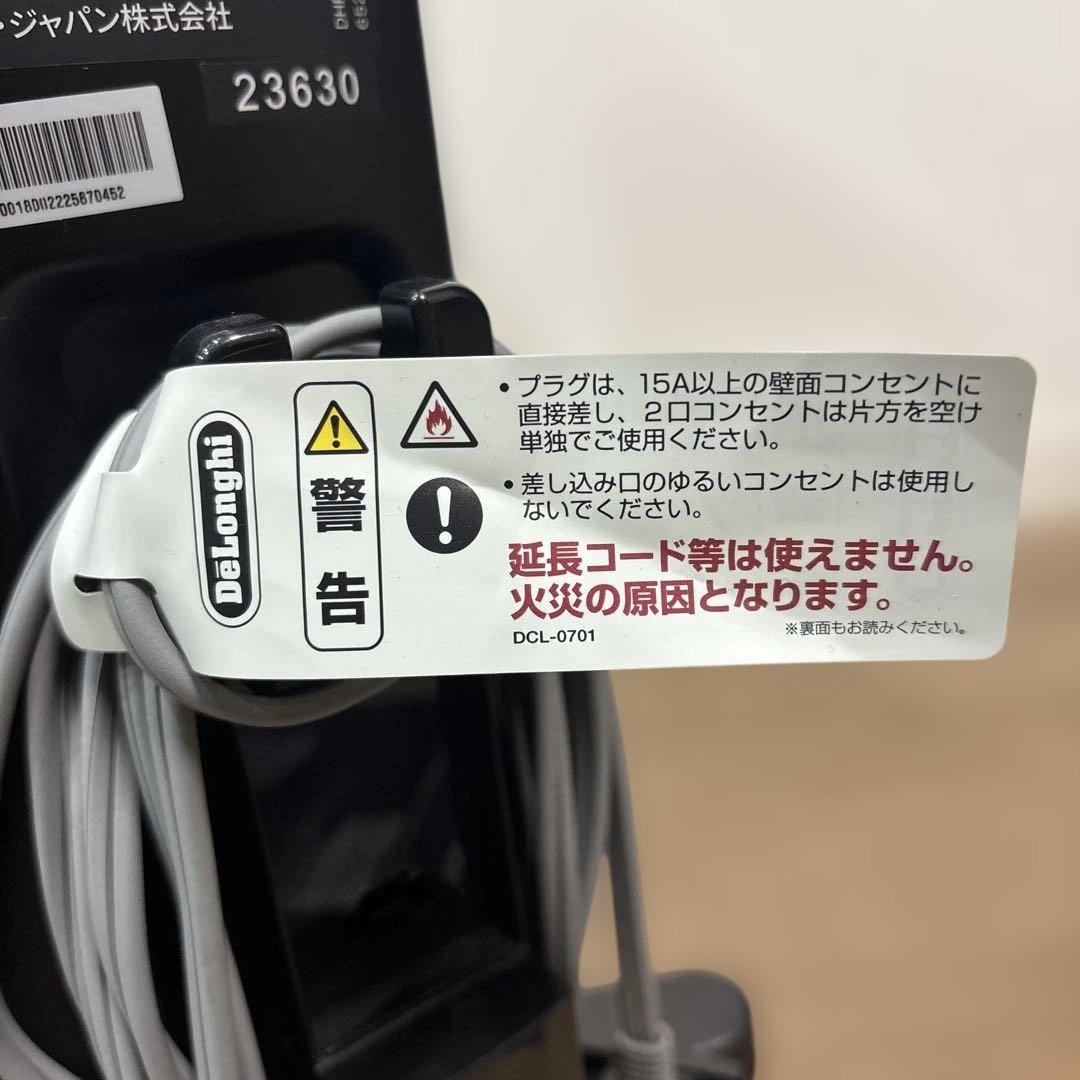 ・ジャパン株式会社
23630
0018002225870452
DeLonghi
警告
•プラグは、15A以上の壁面コンセントに
直接差し、2口コンセントは片方を空け
単独でご使用ください。
•差し込み口のゆるいコンセントは使用し
ないでください。
延長コード等は使えません。
火災の原因となります。
DCL-0701
※裏面もお読みください。